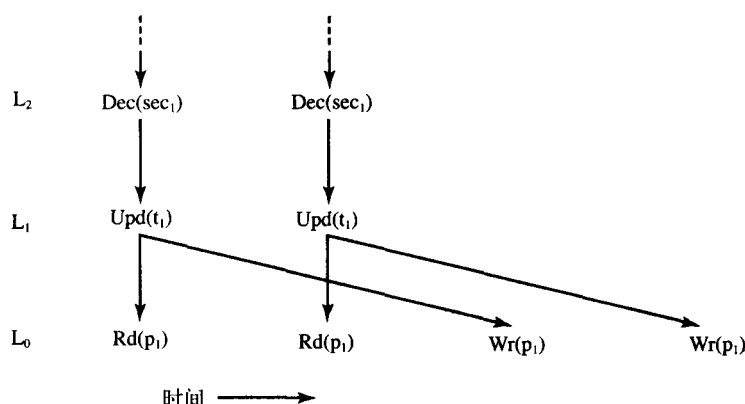 L₂ Dec(sec₁) Dec(sec₁)
L₁ Upd(t₁) Upd(t₁)
L₀ Rd(p₁) Rd(p₁) Wr(p₁) Wr(p₁)
时间